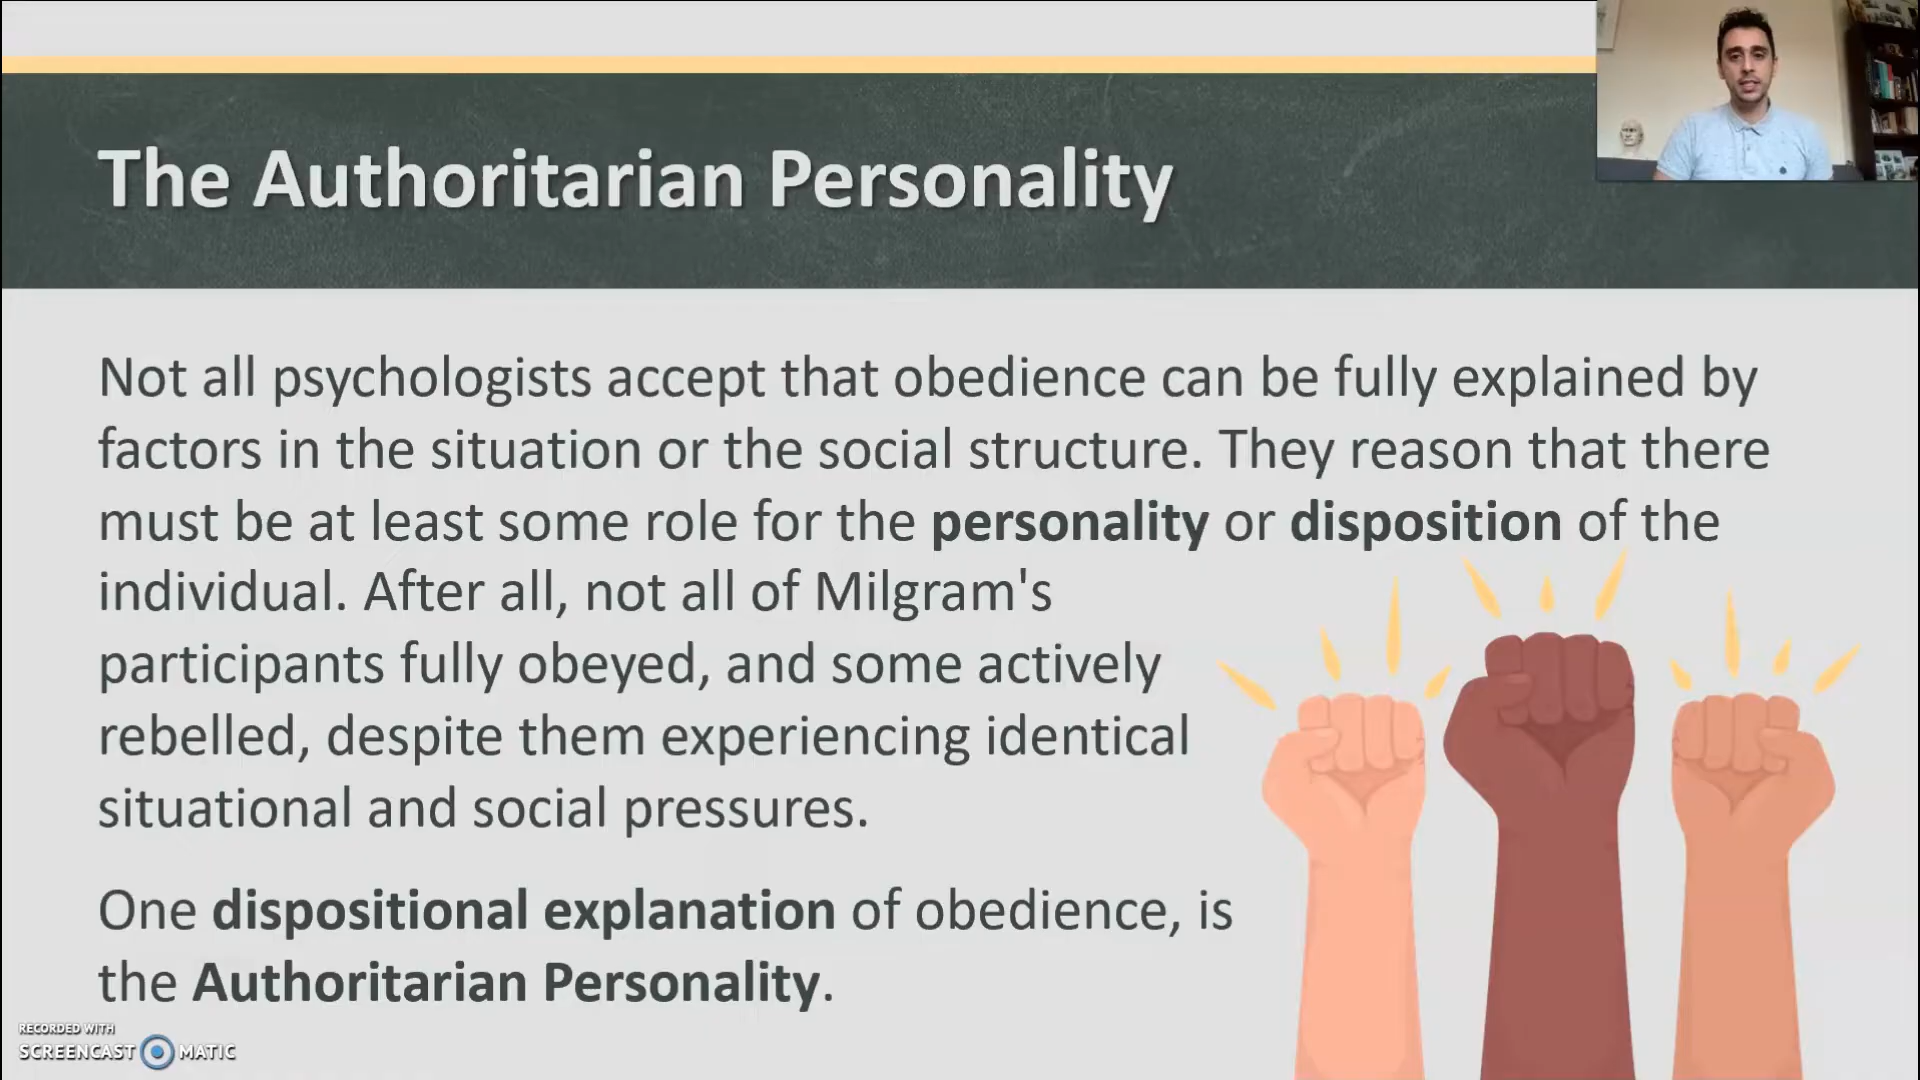 The Authoritarian Personality
Not all psychologists accept that obedience can be fully explained by
factors in the situation or the social structure. They reason that there
must be at least some role for the personality or disposition of the
individual. After all, not all of Milgram's
participants fully obeyed, and some actively
rebelled, despite them experiencing identical
situational and social pressures.
One dispositional explanation of obedience, is
the Authoritarian Personality.
RECORDED WITH
SCREENCAST MATIC